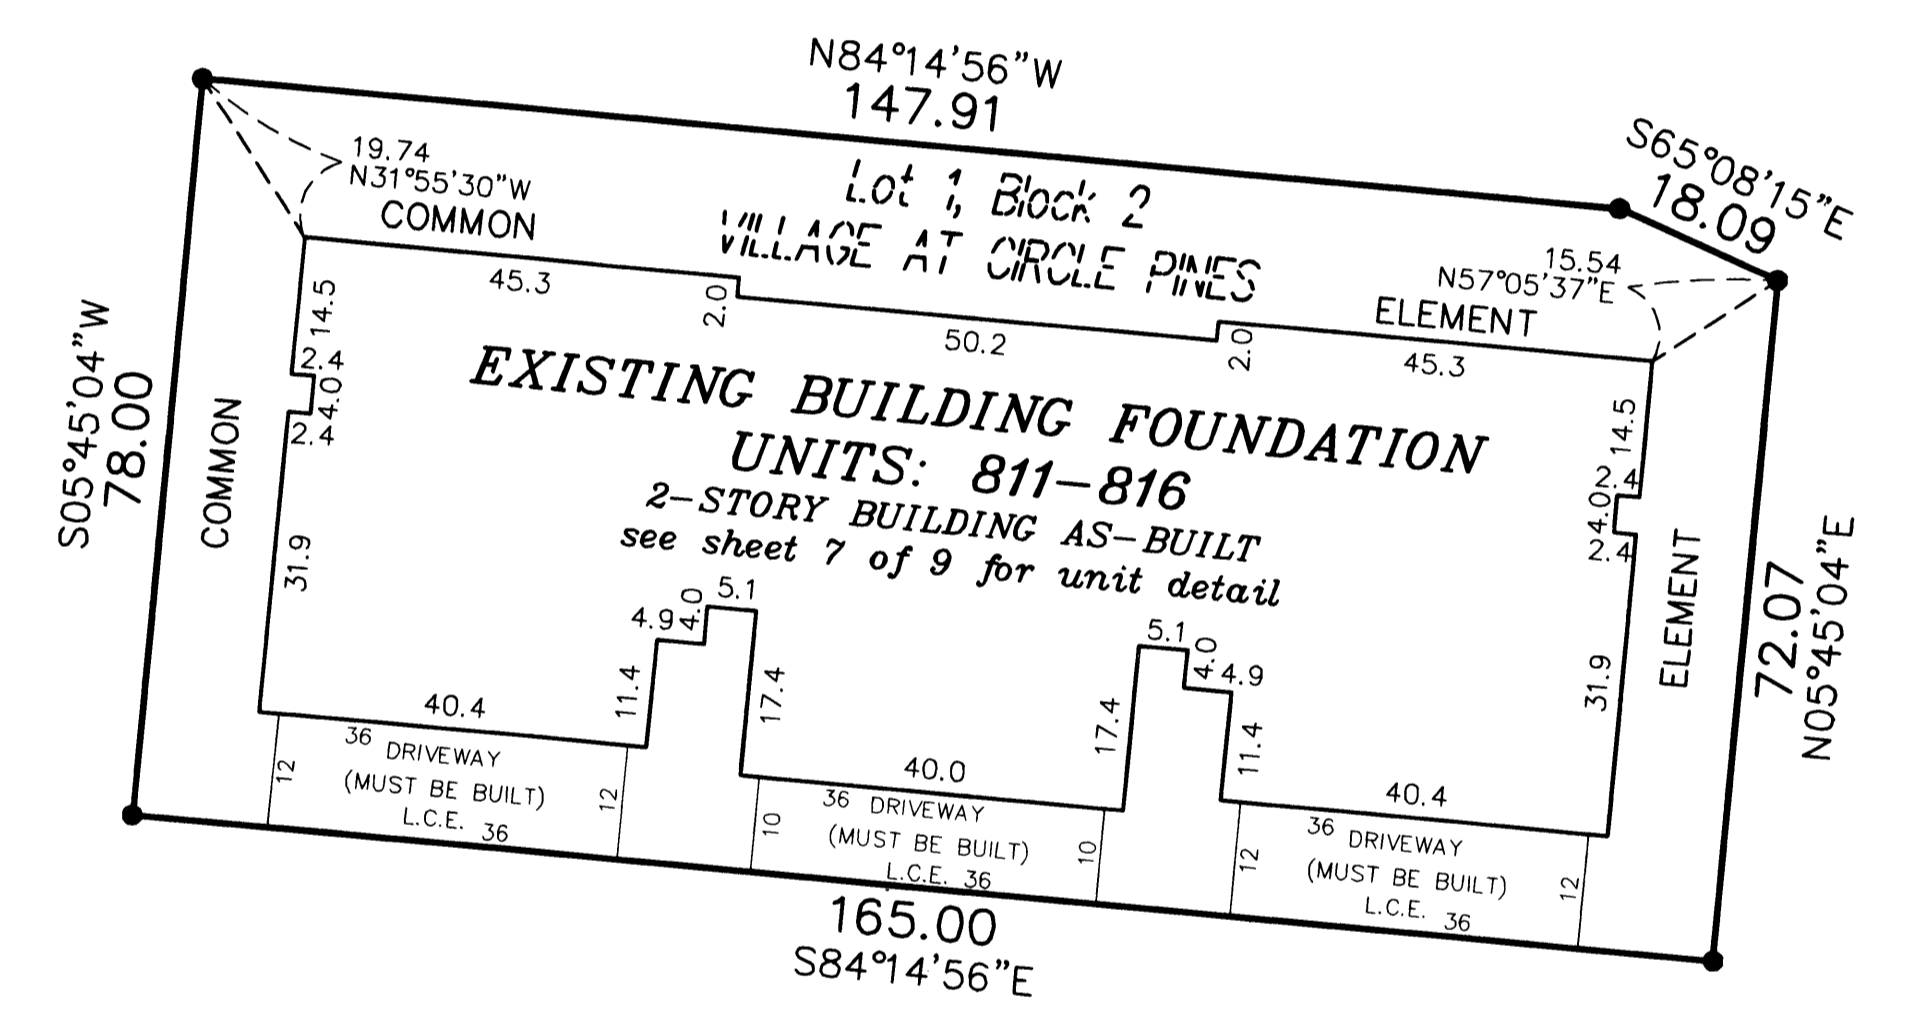 N84°14'56"W
147.91
S65°08'15"E
18.09
19.74
N31°55'30"W
COMMON
Lot 1, Block 2
VILLAGE AT CIRCLE PINES
15.54
N57°05'37"E
ELEMENT
45.3
2.0
50.2
2.0
45.3
14.5
2.4
4.0
2.4
31.9
S05°45'04"W
78.00
COMMON
EXISTING BUILDING FOUNDATION
UNITS: 811-816
2-STORY BUILDING AS-BUILT
see sheet 7 of 9 for unit detail
14.5
2.4
4.0
2.4
31.9
ELEMENT
72.07
N05°45'04"E
4.9
4.0
5.1
11.4
17.4
5.1
4.0
4.9
17.4
11.4
40.4
40.0
40.4
36 DRIVEWAY
(MUST BE BUILT)
L.C.E. 36
12
12
36 DRIVEWAY
(MUST BE BUILT)
L.C.E. 36
10
10
36 DRIVEWAY
(MUST BE BUILT)
L.C.E. 36
12
12
165.00
S84°14'56"E